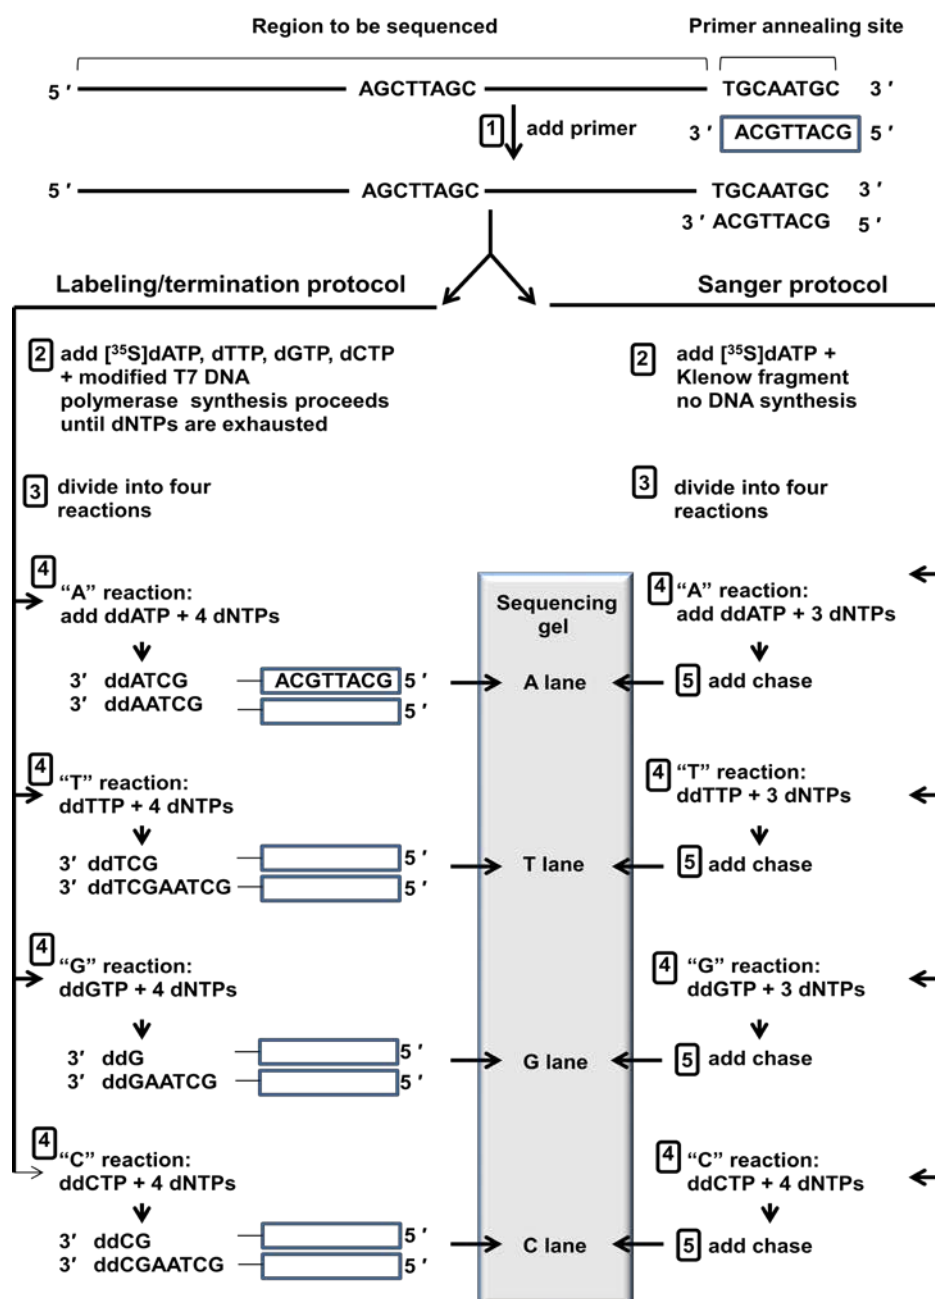 Region to be sequenced
Primer annealing site
5 ′ AGCTTAGC TGCAATGC 3 ′
1 add primer
3 ′ ACGTTACG 5 ′
5 ′ AGCTTAGC TGCAATGC 3 ′
3 ′ ACGTTACG 5 ′
Labeling/termination protocol
2 add [³⁵S]dATP, dTTP, dGTP, dCTP
+ modified T7 DNA
polymerase synthesis proceeds
until dNTPs are exhausted
3 divide into four
reactions
4 “A” reaction:
add ddATP + 4 dNTPs
3′ ddATCG ACGTTACG 5 ′
3′ ddAATCG 5 ′
4 “T” reaction:
ddTTP + 4 dNTPs
3′ ddTCG 5 ′
3′ ddTCGAATCG 5 ′
4 “G” reaction:
ddGTP + 4 dNTPs
3′ ddG 5 ′
3′ ddGAATCG 5 ′
4 “C” reaction:
ddCTP + 4 dNTPs
3′ ddCG 5 ′
3′ ddCGAATCG 5 ′
Sequencing
gel
A lane
T lane
G lane
C lane
Sanger protocol
2 add [³⁵S]dATP +
Klenow fragment
no DNA synthesis
3 divide into four
reactions
4 “A” reaction:
add ddATP + 3 dNTPs
5 add chase
4 “T” reaction:
ddTTP + 3 dNTPs
5 add chase
4 “G” reaction:
ddGTP + 3 dNTPs
5 add chase
4 “C” reaction:
ddCTP + 4 dNTPs
5 add chase